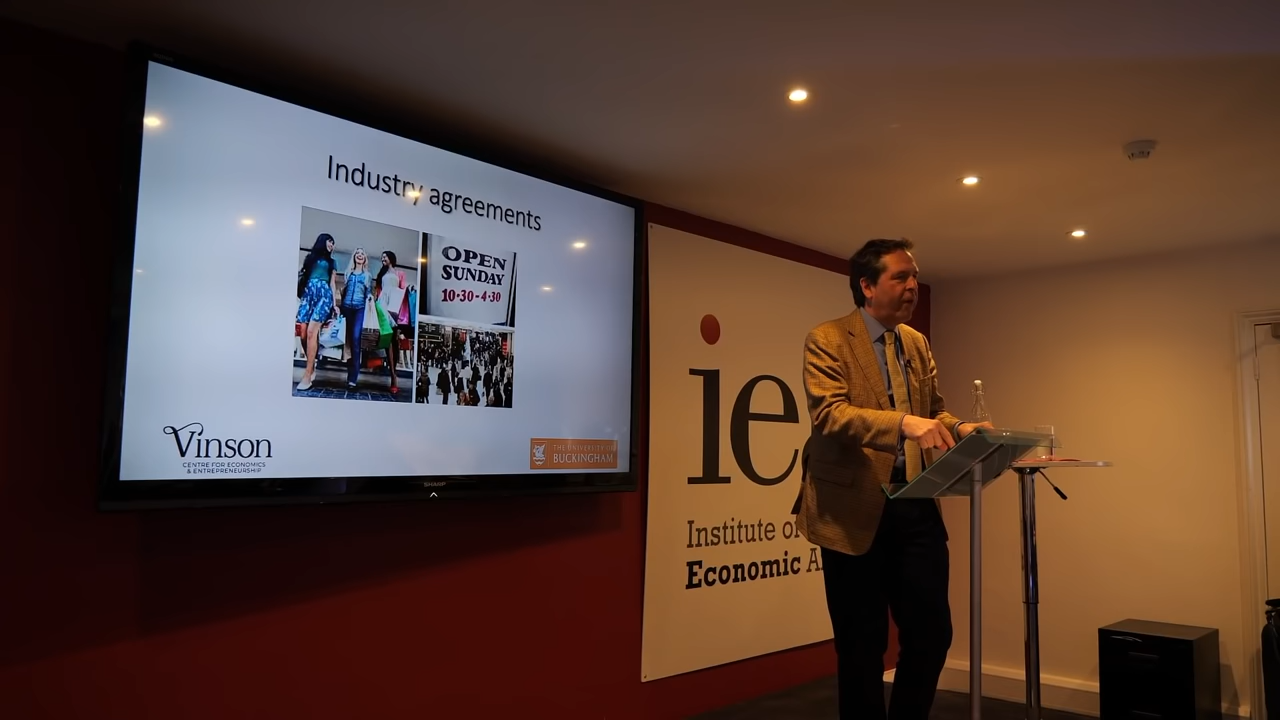 Industry agreements
OPEN
SUNDAY
10·30-4·30
Vinson
CENTRE FOR ECONOMICS
& ENTREPRENEURSHIP
THE UNIVERSITY OF
BUCKINGHAM
SHARP
ie
Institute of
Economic A